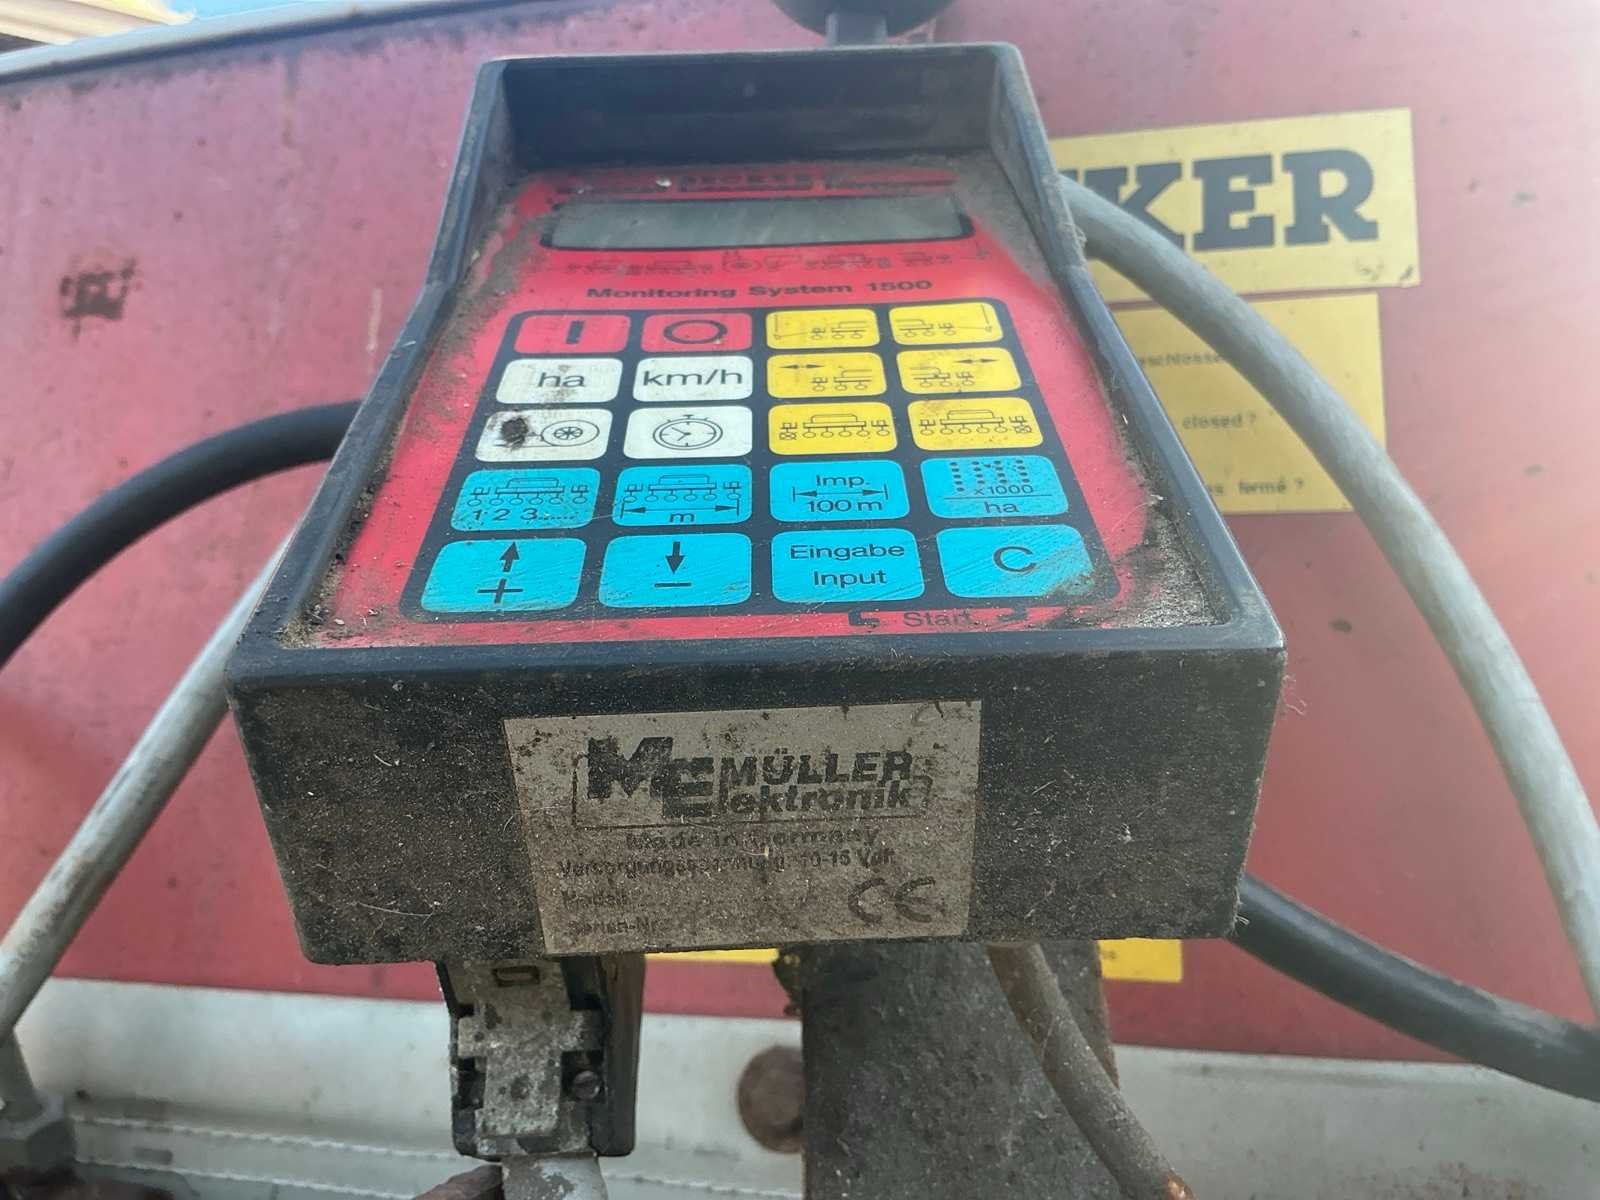 KER
Monitoring System 1500
ha
km/h
1 2 3......
m
Imp.
100 m
x1000
ha
+
-
Eingabe
Input
C
Start
closed ?
fermé ?
ME MÜLLER
Elektronik
Made in Germany
Versorgungsspannung 10-15 Volt
Modell
Serien-Nr.
CE